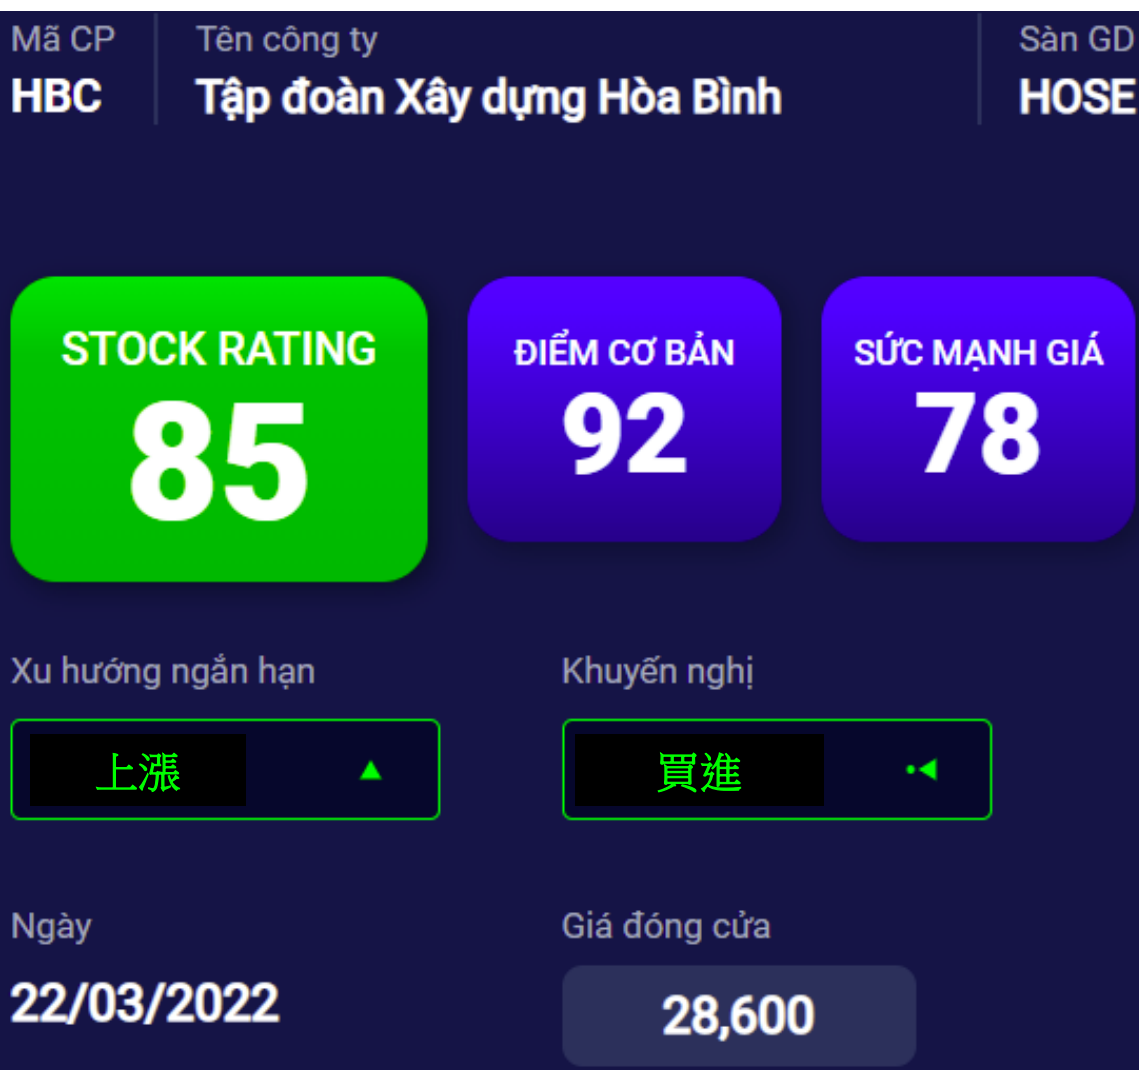 Mã CP Tên công ty Sàn GD
HBC Tập đoàn Xây dựng Hòa Bình HOSE
STOCK RATING ĐIỂM CƠ BẢN SỨC MẠNH GIÁ
85 92 78
Xu hướng ngắn hạn Khuyến nghị
上漲 買進
Ngày Giá đóng cửa
22/03/2022 28,600